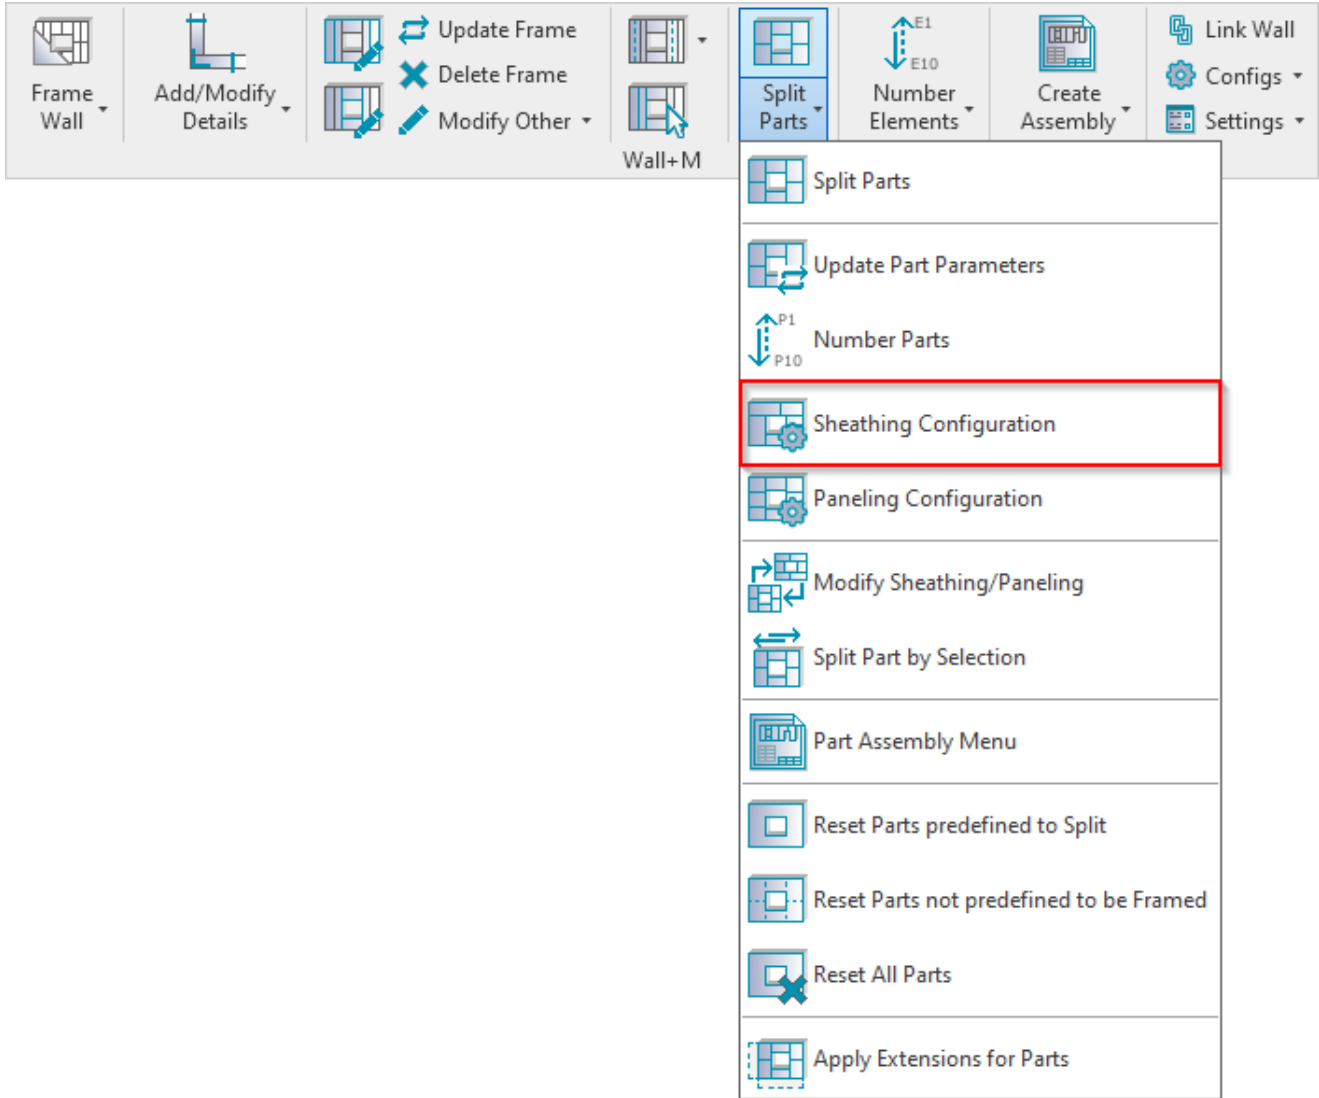 Frame
Wall
Add/Modify
Details
Update Frame
Delete Frame
Modify Other
Wall+M
Split
Parts
E1
E10
Number
Elements
Create
Assembly
Link Wall
Configs
Settings
Split Parts
Update Part Parameters
P1
P10
Number Parts
Sheathing Configuration
Paneling Configuration
Modify Sheathing/Paneling
Split Part by Selection
Part Assembly Menu
Reset Parts predefined to Split
Reset Parts not predefined to be Framed
Reset All Parts
Apply Extensions for Parts